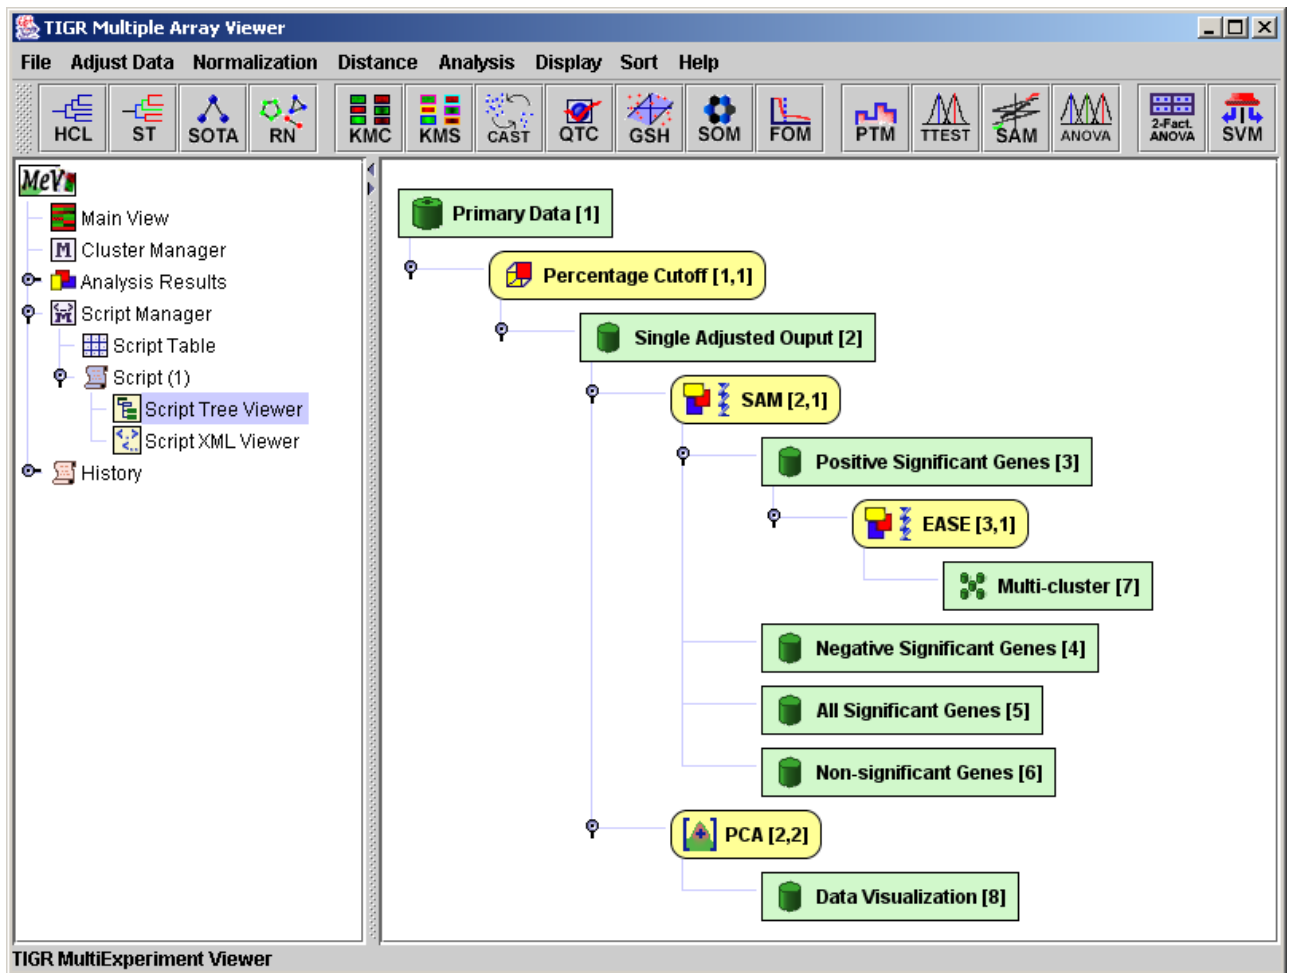 TIGR Multiple Array Viewer
File Adjust Data Normalization Distance Analysis Display Sort Help
HCL ST SOTA RN KMC KMS CAST QTC GSH SOM FOM PTM TTEST SAM ANOVA 2-Fact. ANOVA SVM
MeV
Main View
Cluster Manager
Analysis Results
Script Manager
Script Table
Script (1)
Script Tree Viewer
Script XML Viewer
History
Primary Data [1]
Percentage Cutoff [1,1]
Single Adjusted Ouput [2]
SAM [2,1]
Positive Significant Genes [3]
EASE [3,1]
Multi-cluster [7]
Negative Significant Genes [4]
All Significant Genes [5]
Non-significant Genes [6]
PCA [2,2]
Data Visualization [8]
TIGR MultiExperiment Viewer